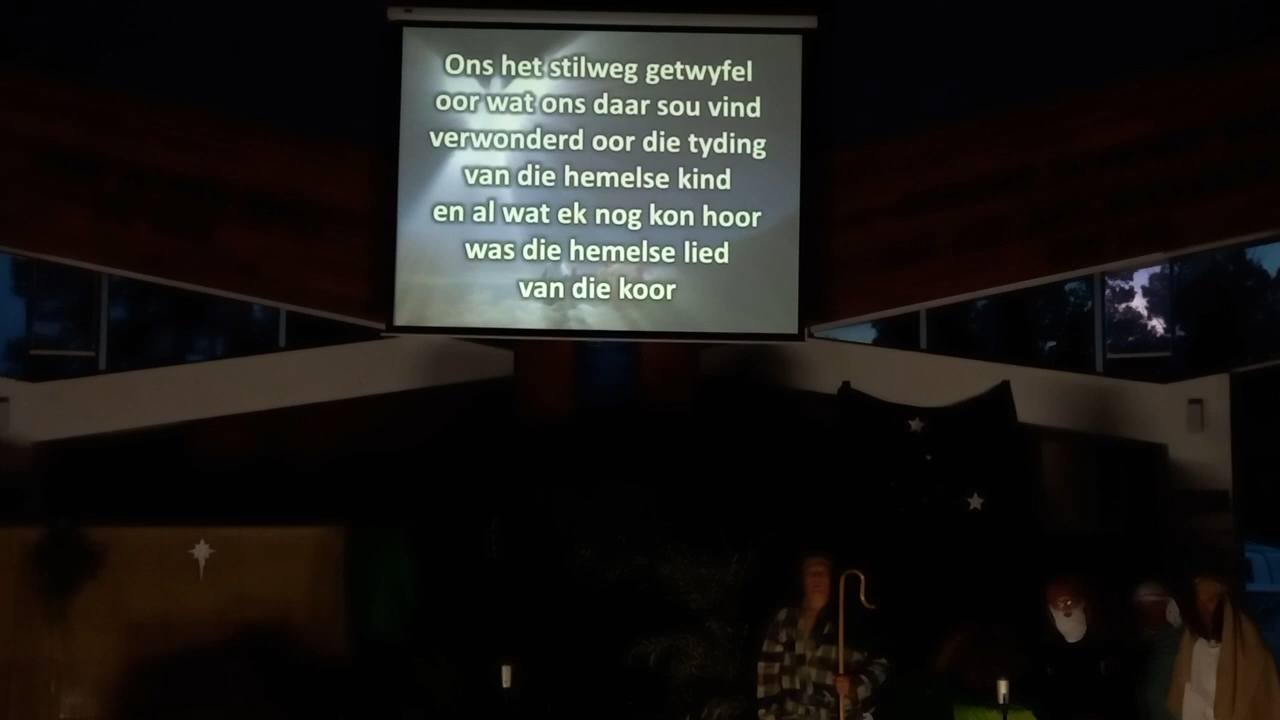 Ons het stilweg getwyfel
oor wat ons daar sou vind
verwonderd oor die tyding
van die hemelse kind
en al wat ek nog kon hoor
was die hemelse lied
van die koor